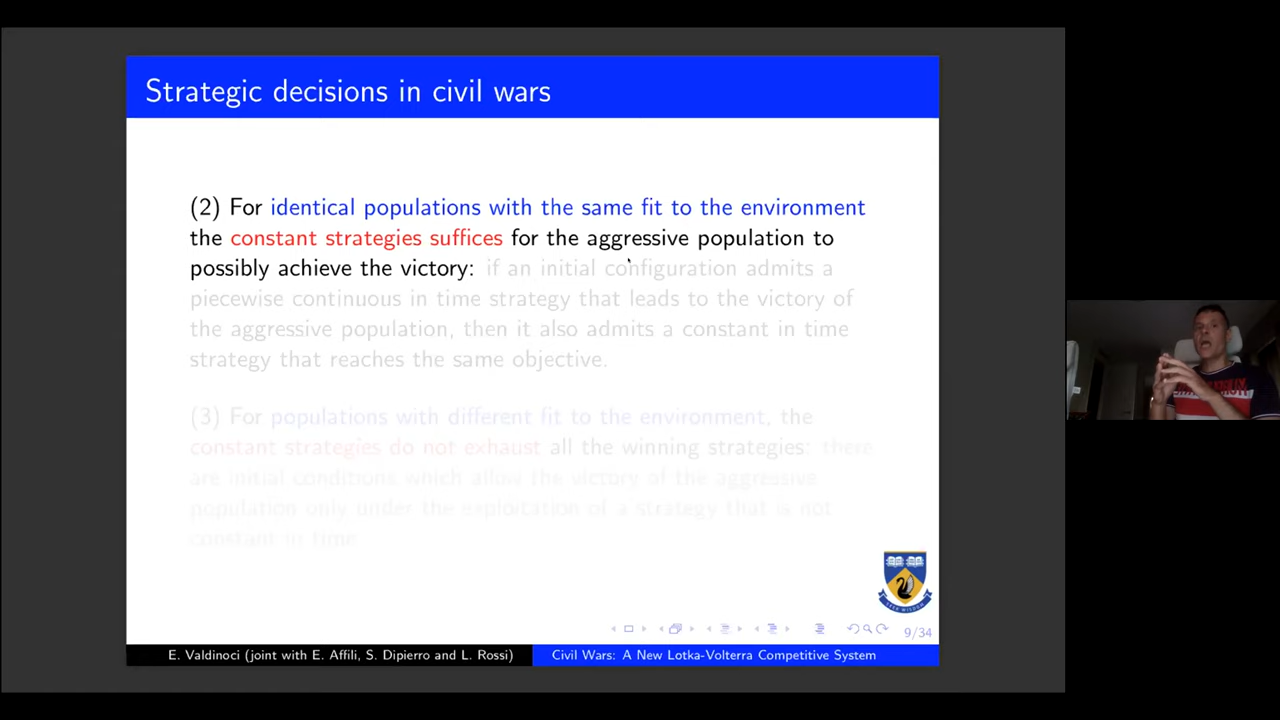 Strategic decisions in civil wars
(2) For identical populations with the same fit to the environment
the constant strategies suffices for the aggressive population to
possibly achieve the victory: if an initial configuration admits a
piecewise continuous in time strategy that leads to the victory of
the aggressive population, then it also admits a constant in time
strategy that reaches the same objective.
(3) For populations with different fit to the environment, the
constant strategies do not exhaust all the winning strategies: there
are initial conditions which allow the victory of the aggressive
population only under the exploitation of a strategy that is not
constant in time
9/34
E. Valdinoci (joint with E. Affili, S. Dipierro and L. Rossi)
Civil Wars: A New Lotka-Volterra Competitive System